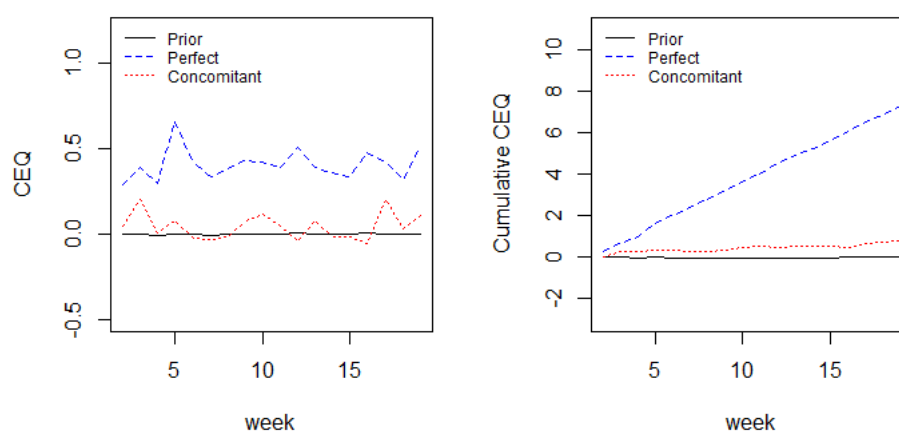 Prior
Perfect
Concomitant
CEQ
1.0
0.5
0.0
-0.5
5
10
15
week
Prior
Perfect
Concomitant
Cumulative CEQ
10
8
6
4
2
0
-2
5
10
15
week